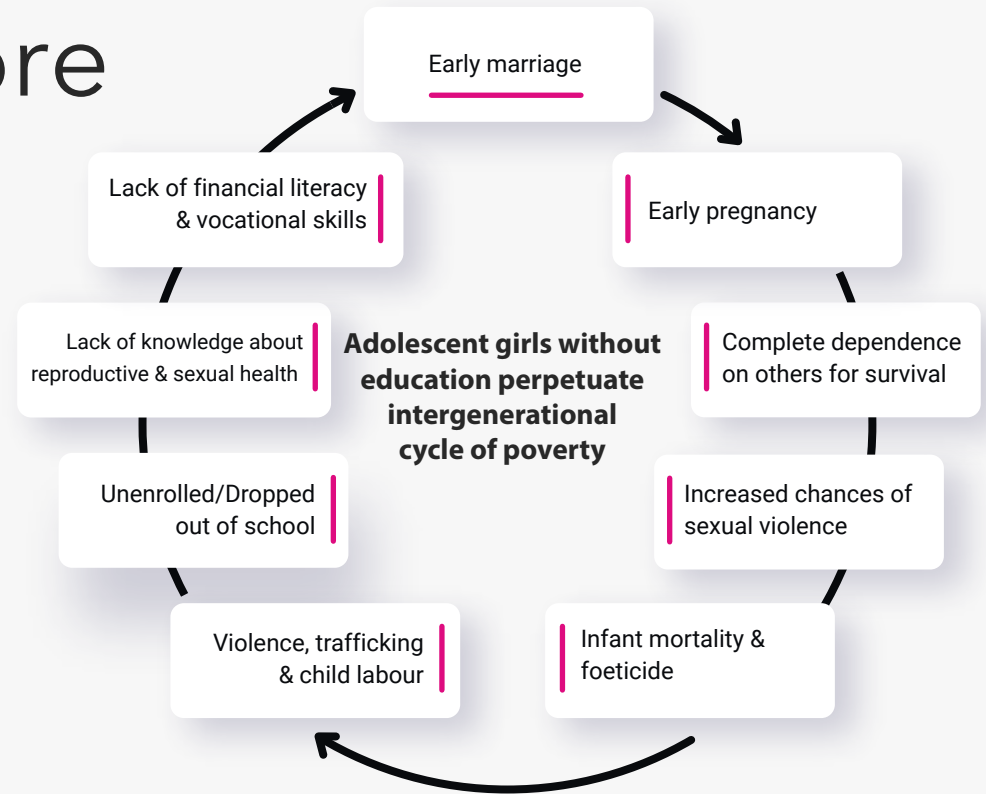 Early marriage
Early pregnancy
Complete dependence
on others for survival
Increased chances of
sexual violence
Infant mortality &
foeticide
Violence, trafficking
& child labour
Unenrolled/Dropped
out of school
Lack of knowledge about
reproductive & sexual health
Lack of financial literacy
& vocational skills
Adolescent girls without
education perpetuate
intergenerational
cycle of poverty